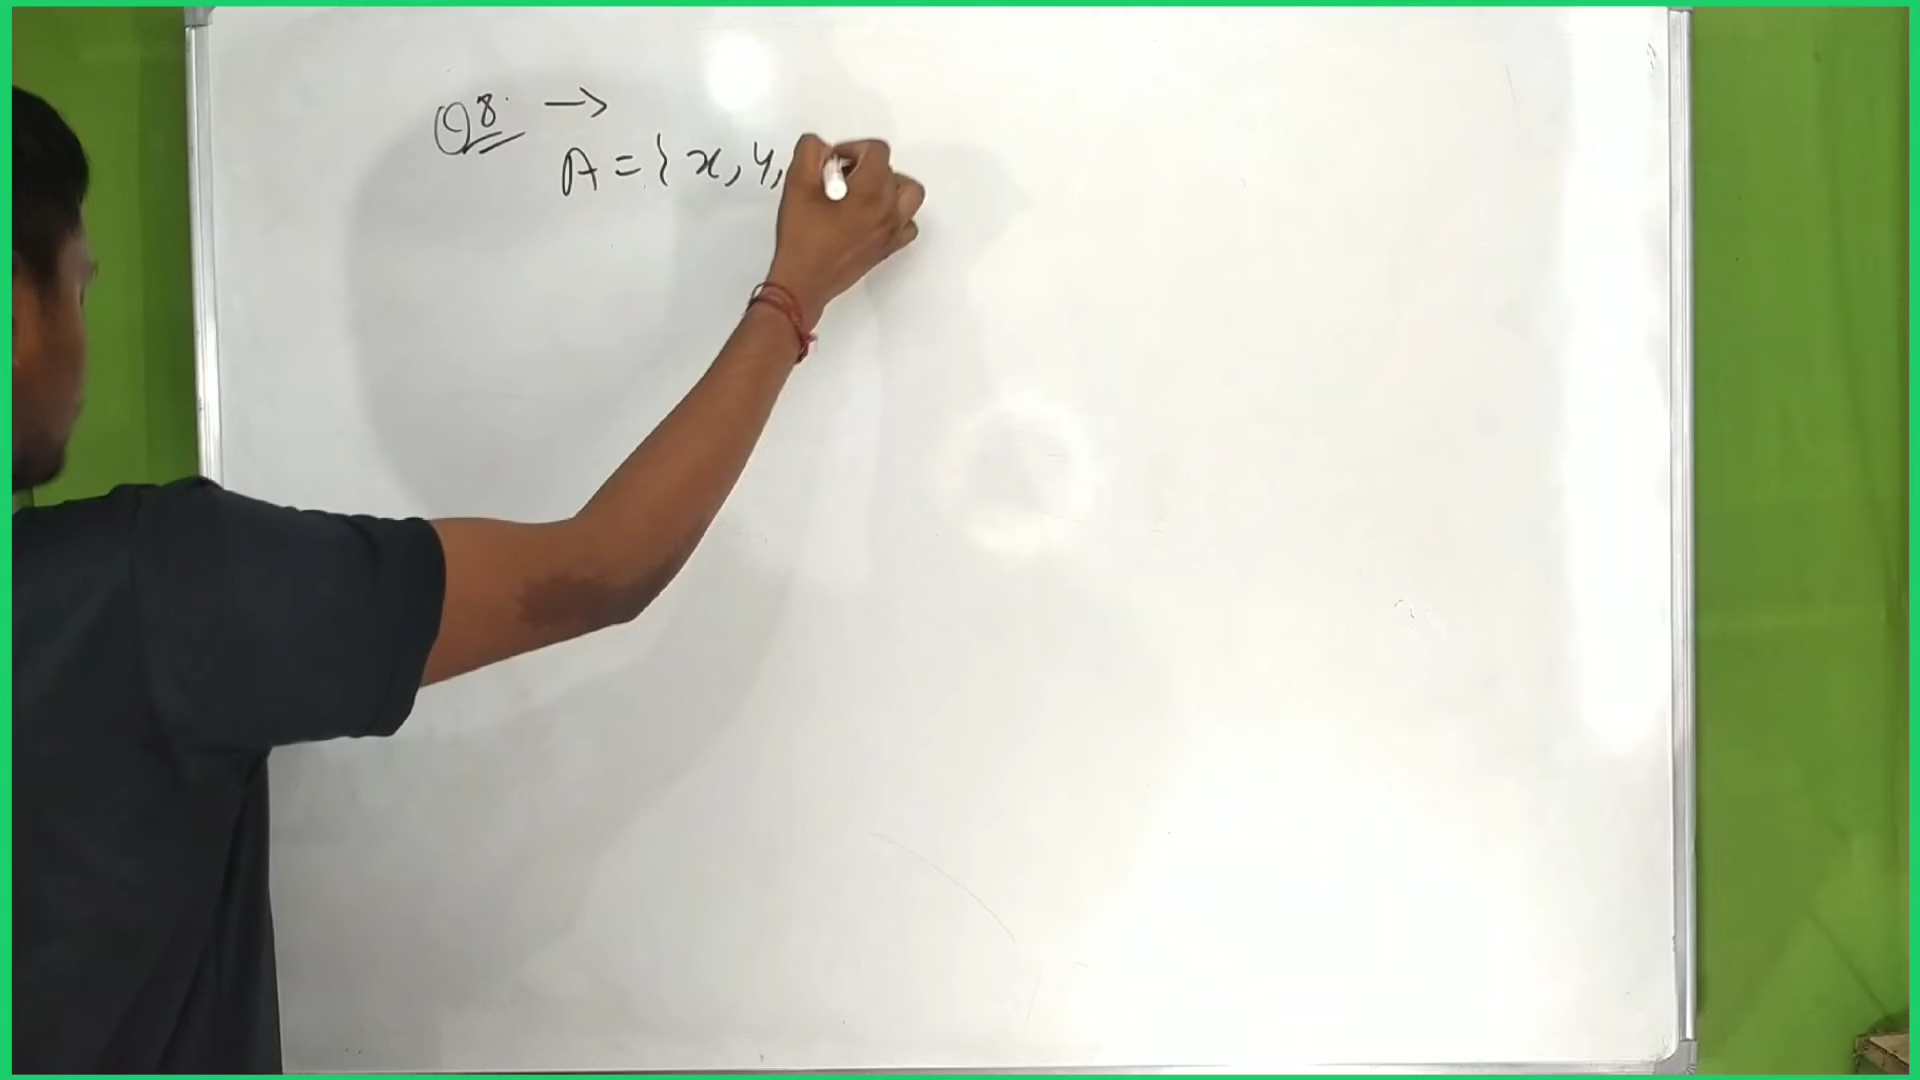 Q8. →
A = { x, y,